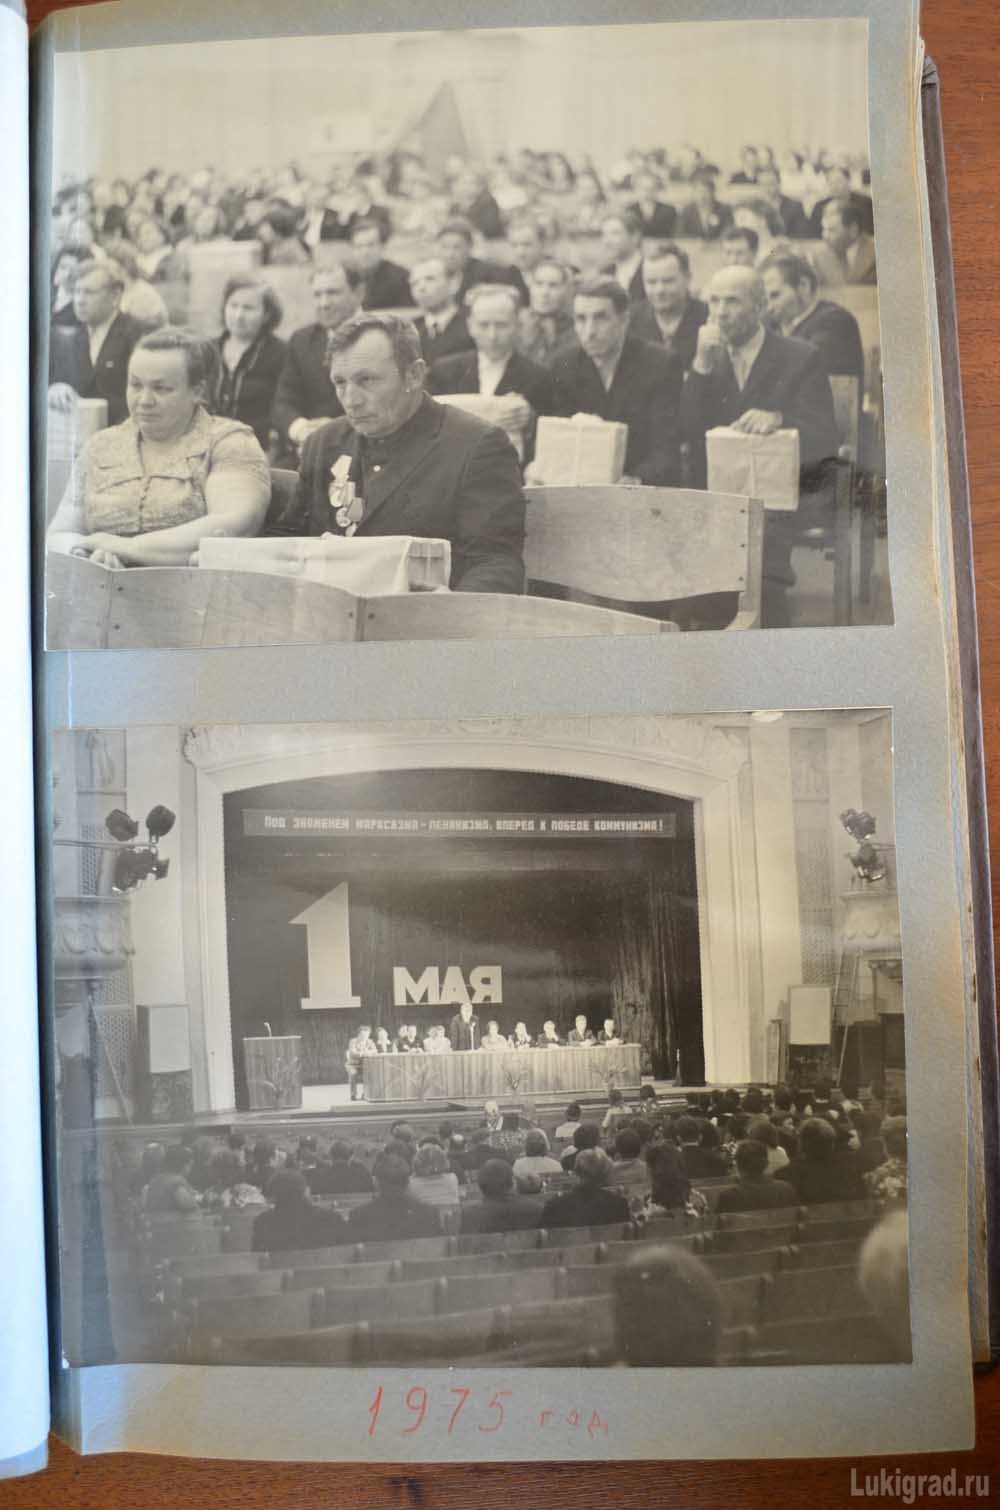 ПОД ЗНАМЕНЕМ МАРКСИЗМА-ЛЕНИНИЗМА, ВПЕРЕД К ПОБЕДЕ КОММУНИЗМА!
1
МАЯ
1975 год
Lukigrad.ru